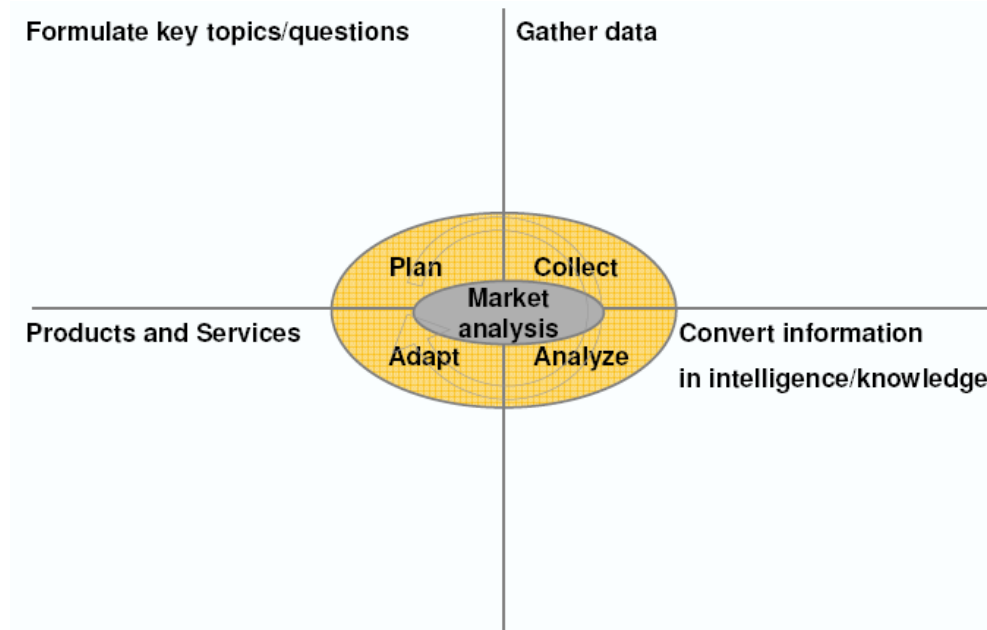 Formulate key topics/questions
Gather data
Plan
Collect
Market
analysis
Products and Services
Adapt
Analyze
Convert information
in intelligence/knowledge